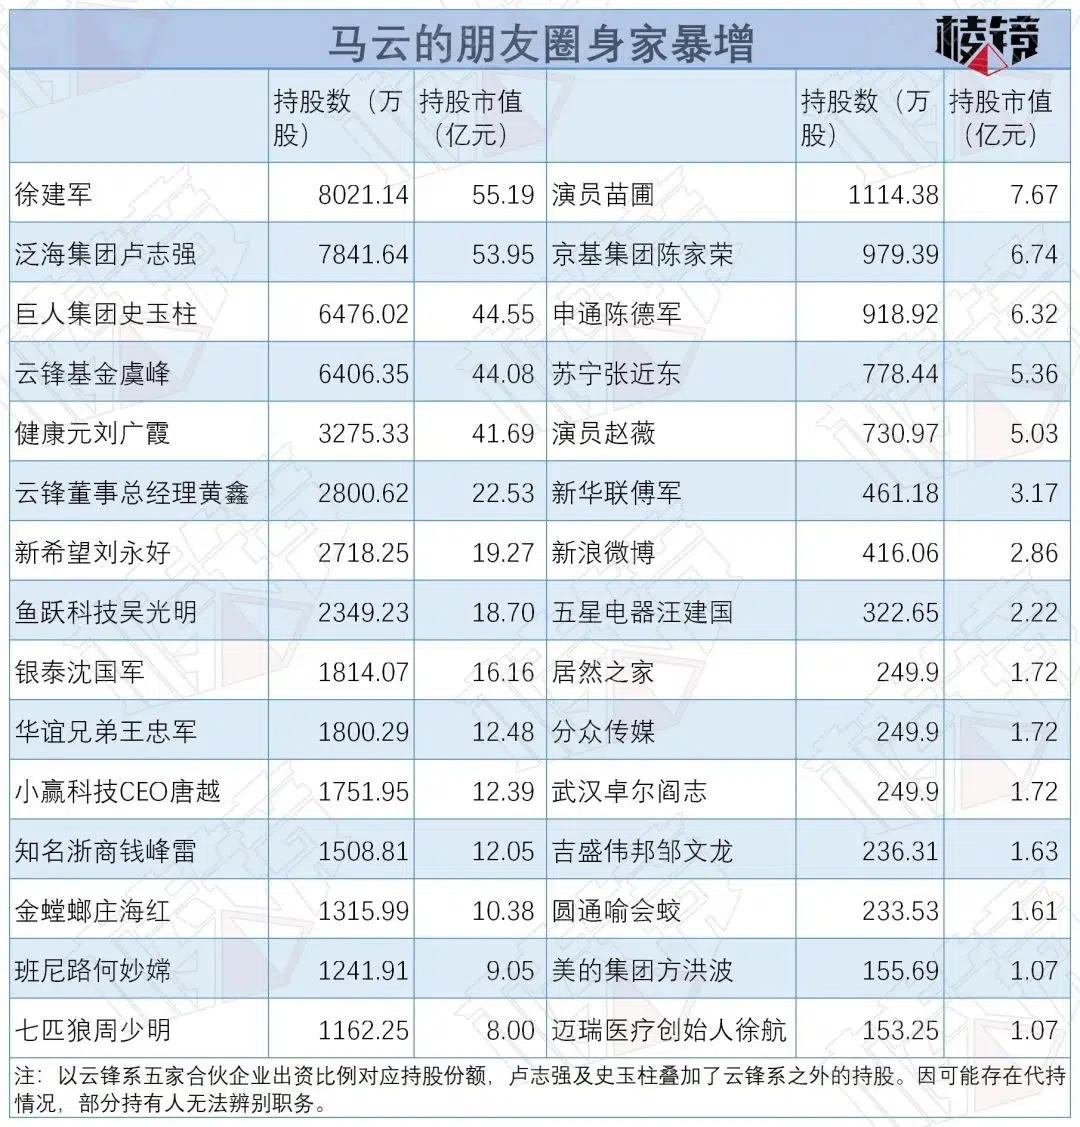 马云的朋友圈身家暴增
棱镜
持股数（万股） 持股市值（亿元） 持股数（万股） 持股市值（亿元）
徐建军 8021.14 55.19 演员苗圃 1114.38 7.67
泛海集团卢志强 7841.64 53.95 京基集团陈家荣 979.39 6.74
巨人集团史玉柱 6476.02 44.55 申通陈德军 918.92 6.32
云锋基金虞峰 6406.35 44.08 苏宁张近东 778.44 5.36
健康元刘广霞 3275.33 41.69 演员赵薇 730.97 5.03
云锋董事总经理黄鑫 2800.62 22.53 新华联傅军 461.18 3.17
新希望刘永好 2718.25 19.27 新浪微博 416.06 2.86
鱼跃科技吴光明 2349.23 18.70 五星电器汪建国 322.65 2.22
银泰沈国军 1814.07 16.16 居然之家 249.9 1.72
华谊兄弟王忠军 1800.29 12.48 分众传媒 249.9 1.72
小赢科技CEO唐越 1751.95 12.39 武汉卓尔阎志 249.9 1.72
知名浙商钱峰雷 1508.81 12.05 吉盛伟邦邹文龙 236.31 1.63
金螳螂庄海红 1315.99 10.38 圆通喻会蛟 233.53 1.61
班尼路何妙嫦 1241.91 9.05 美的集团方洪波 155.69 1.07
七匹狼周少明 1162.25 8.00 迈瑞医疗创始人徐航 153.25 1.07
注：以云锋系五家合伙企业出资比例对应持股份额，卢志强及史玉柱叠加了云锋系之外的持股。因可能存在代持
情况，部分持有人无法辨别职务。